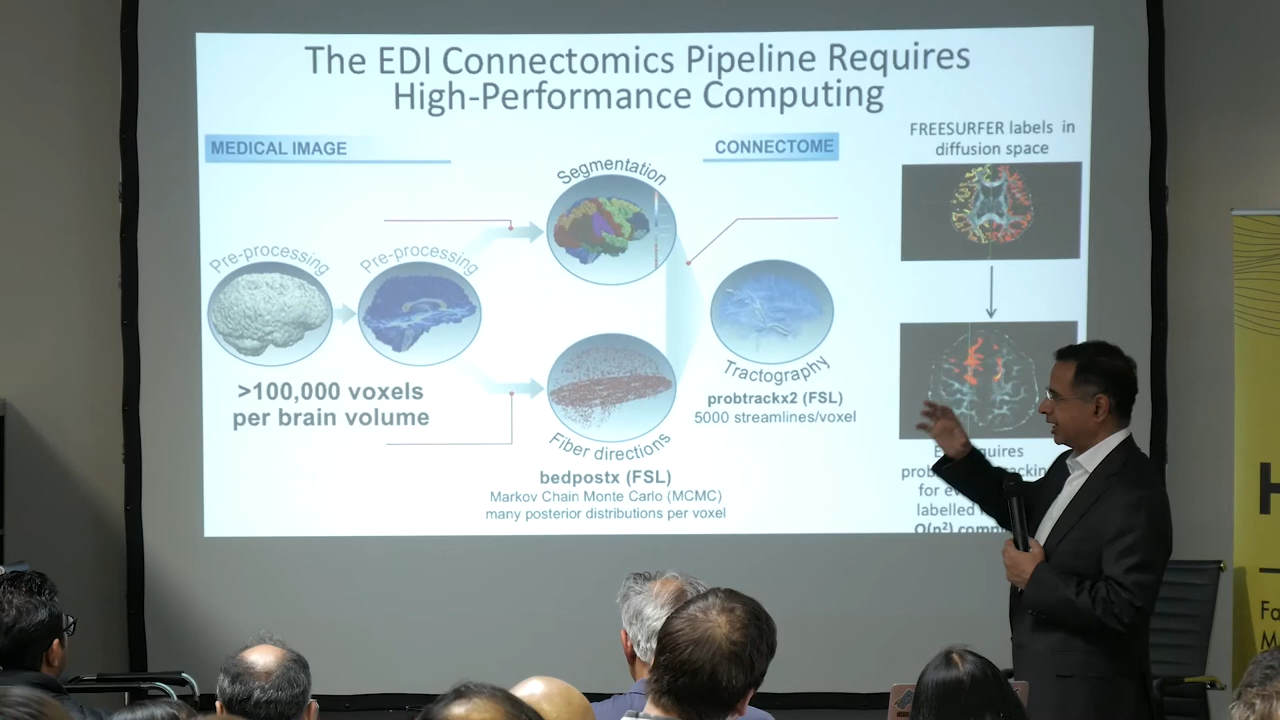 The EDI Connectomics Pipeline Requires
High-Performance Computing
MEDICAL IMAGE
CONNECTOME
FREESURFER labels in
diffusion space
Segmentation
Pre-processing
Pre-processing
>100,000 voxels
per brain volume
Tractography
probtrackx2 (FSL)
5000 streamlines/voxel
Fiber directions
bedpostx (FSL)
Markov Chain Monte Carlo (MCMC)
many posterior distributions per voxel
for
labelled
O(n²)
H